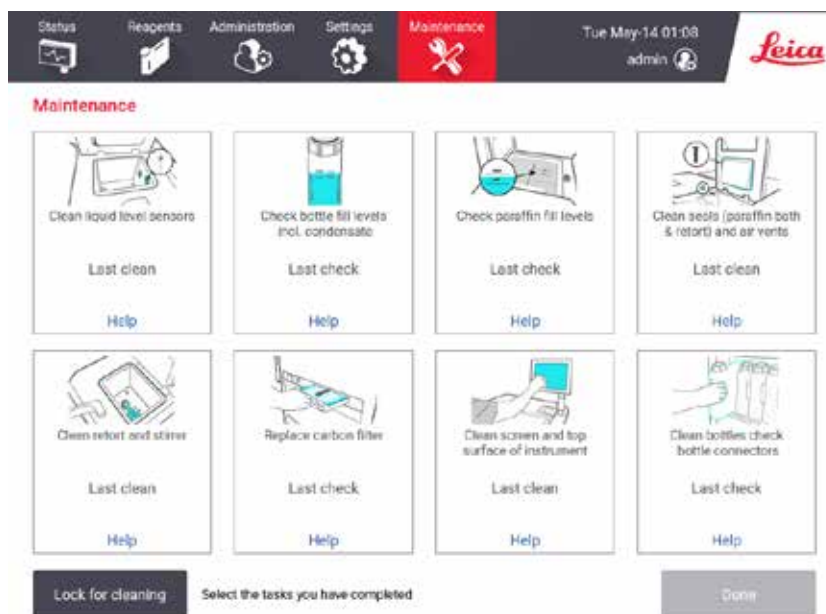 Status Reagents Administration Settings Maintenance
Tue May-14 01:08
admin
Leica
Maintenance
Clean liquid level sensors
Last clean
Help
Check bottle fill levels
incl. condensate
Last check
Help
Check paraffin fill levels
Last check
Help
Clean seals (paraffin bath
& retort) and air vents
Last clean
Help
Clean retort and stirrer
Last clean
Help
Replace carbon filter
Last check
Help
Clean screen and top
surface of instrument
Last clean
Help
Clean bottles check
bottle connectors
Last check
Help
Lock for cleaning
Select the tasks you have completed
Done